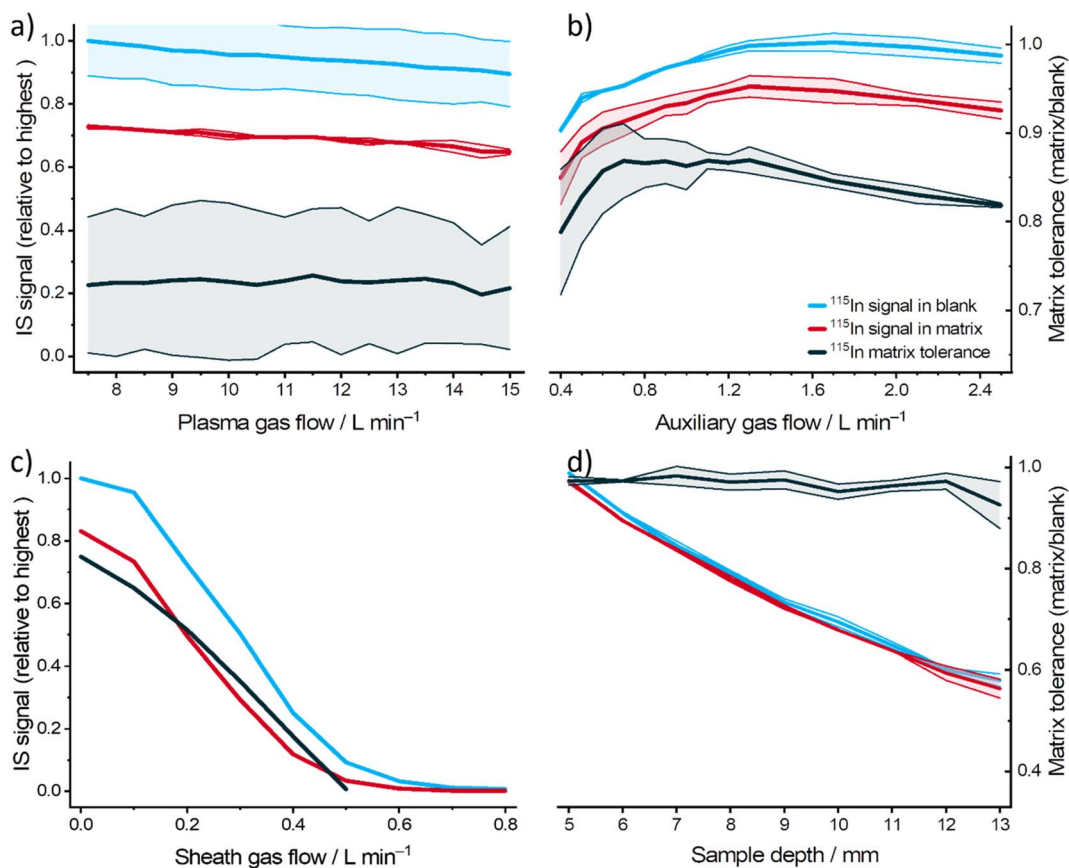 a)
IS signal (relative to highest)
1.0
0.8
0.6
0.4
0.2
0.0
8 9 10 11 12 13 14 15
Plasma gas flow / L min⁻¹
b)
1.0
0.9
0.8
0.7
Matrix tolerance (matrix/blank)
¹¹⁵In signal in blank
¹¹⁵In signal in matrix
¹¹⁵In matrix tolerance
0.4 0.6 0.8 1.0 1.2 1.5 1.8 2.1 2.4
Auxiliary gas flow / L min⁻¹
c)
IS signal (relative to highest)
1.0
0.8
0.6
0.4
0.2
0.0
0.0 0.2 0.4 0.6 0.8
Sheath gas flow / L min⁻¹
d)
1.0
0.8
0.6
0.4
Matrix tolerance (matrix/blank)
5 6 7 8 9 10 11 12 13
Sample depth / mm